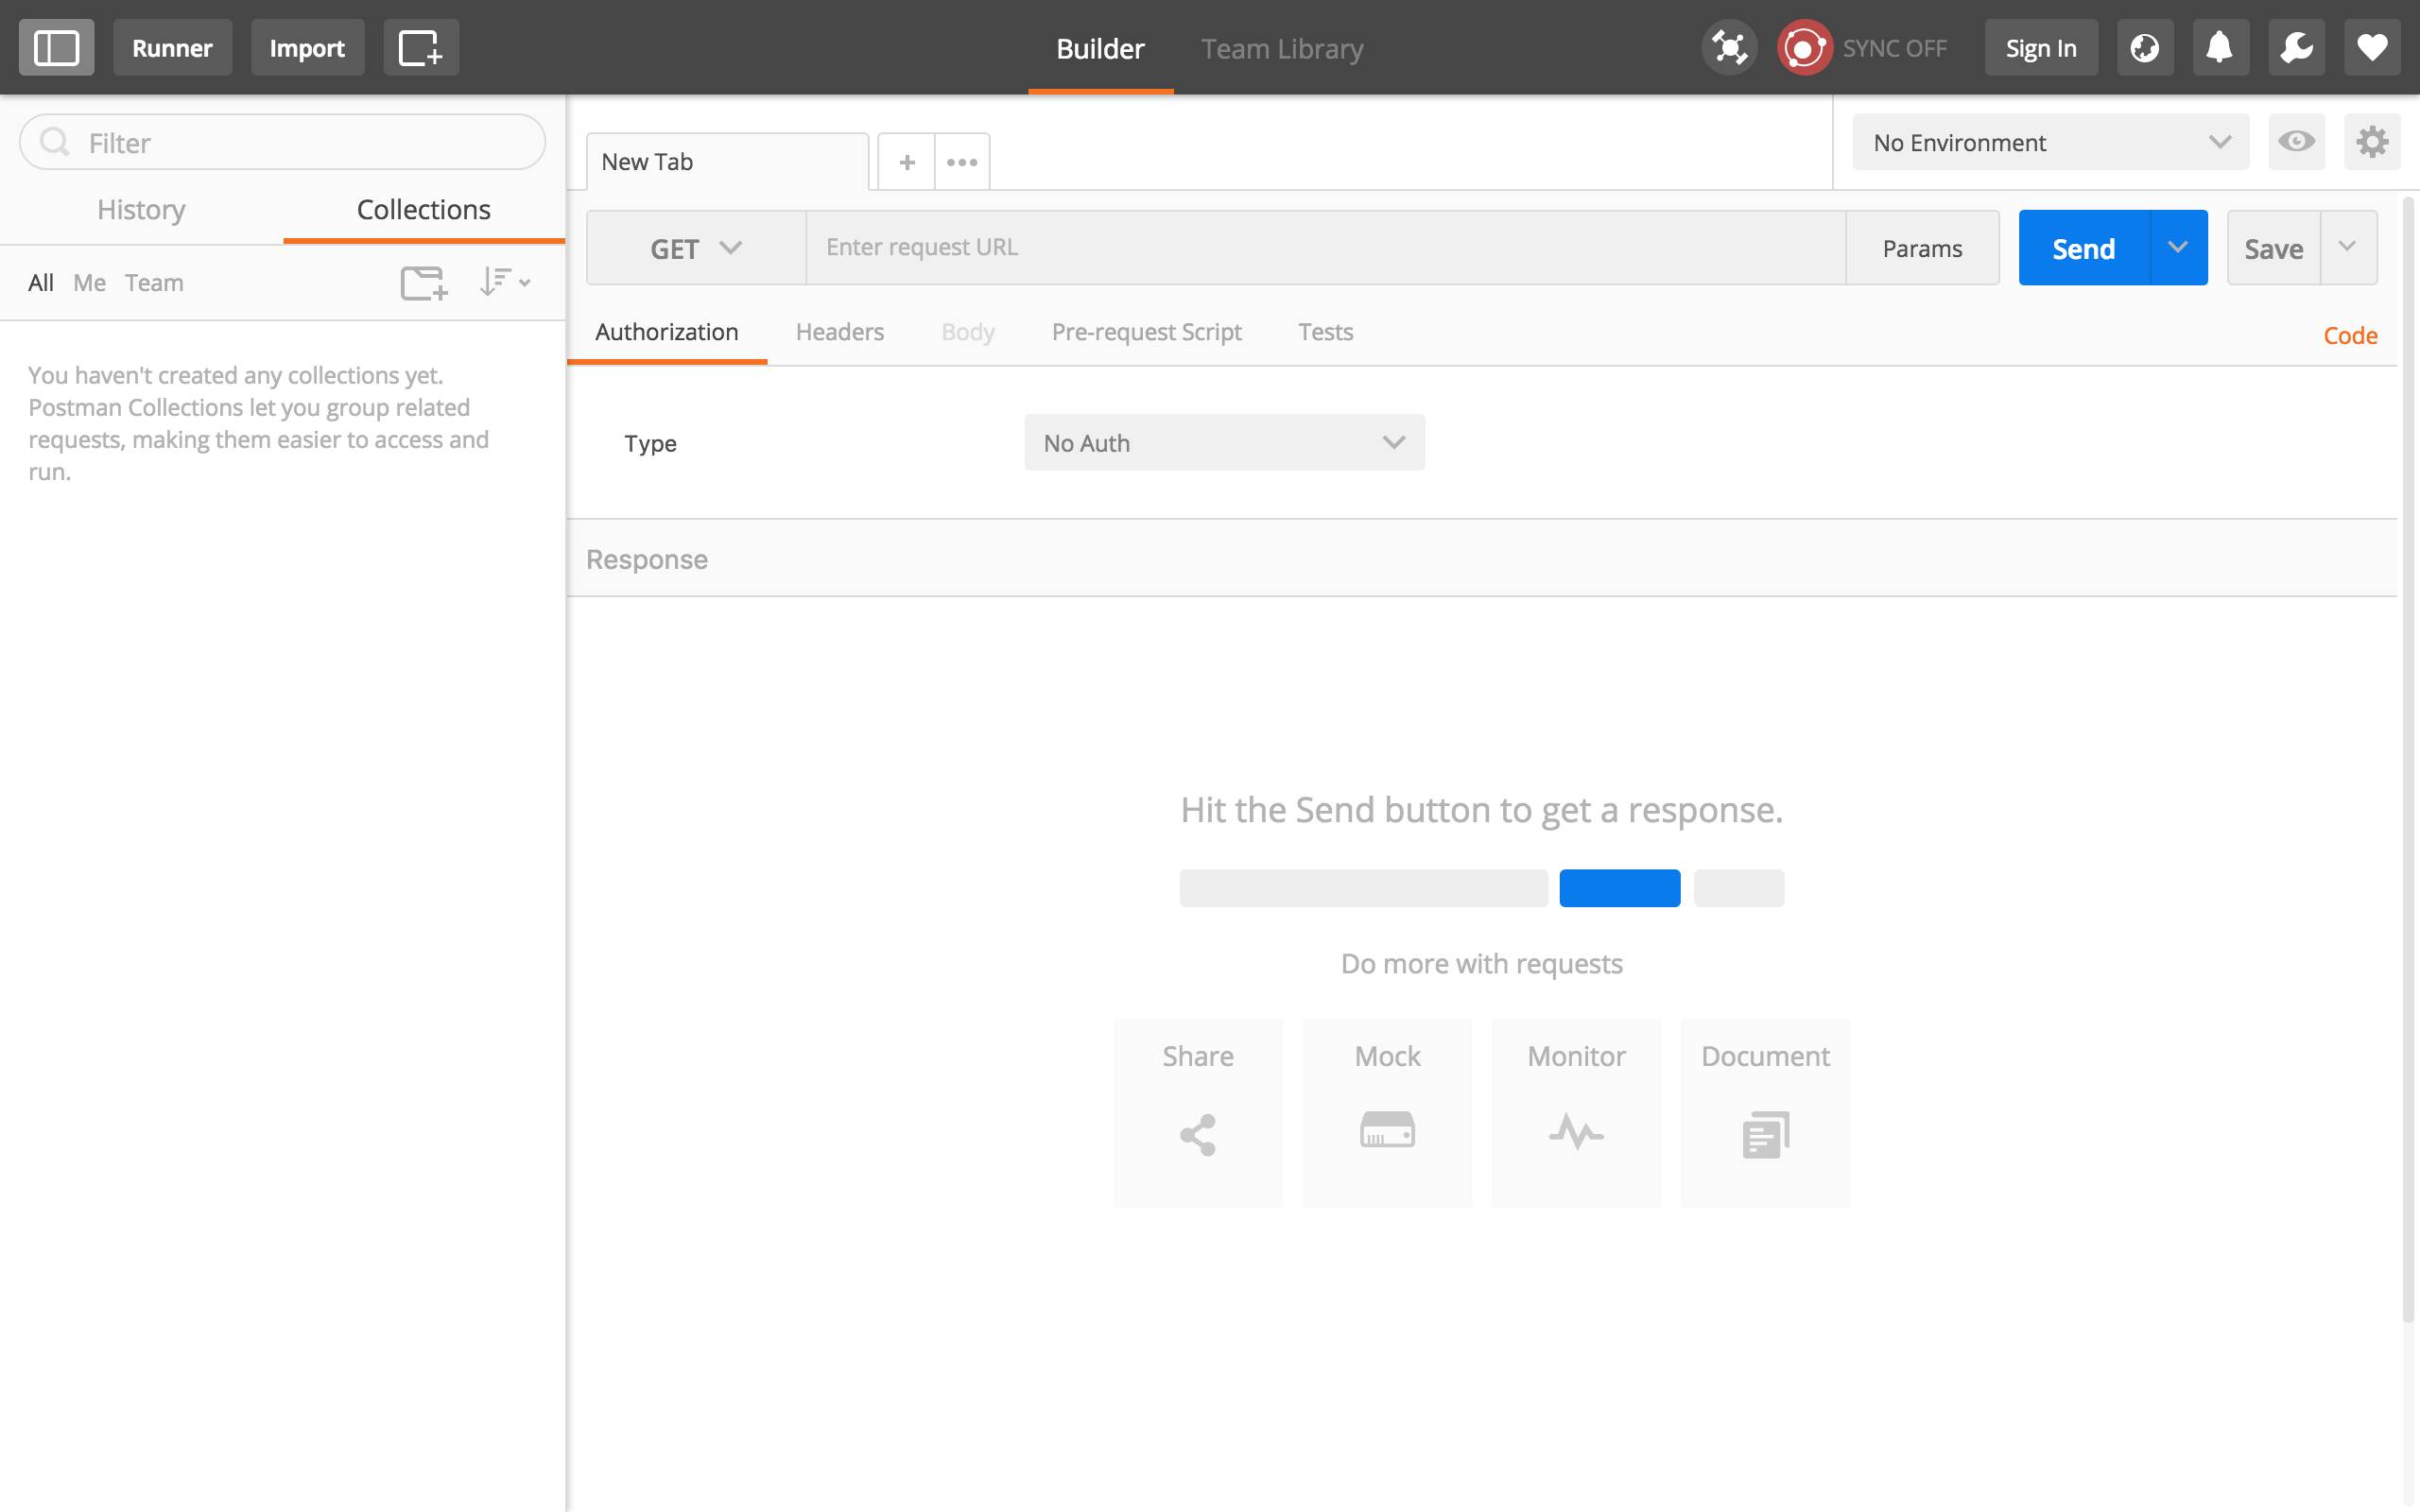 Runner Import Builder Team Library SYNC OFF Sign In
Filter
History Collections
All Me Team
You haven't created any collections yet.
Postman Collections let you group related
requests, making them easier to access and
run.
New Tab + No Environment
GET Enter request URL Params Send Save
Authorization Headers Body Pre-request Script Tests Code
Type No Auth
Response
Hit the Send button to get a response.
Do more with requests
Share Mock Monitor Document